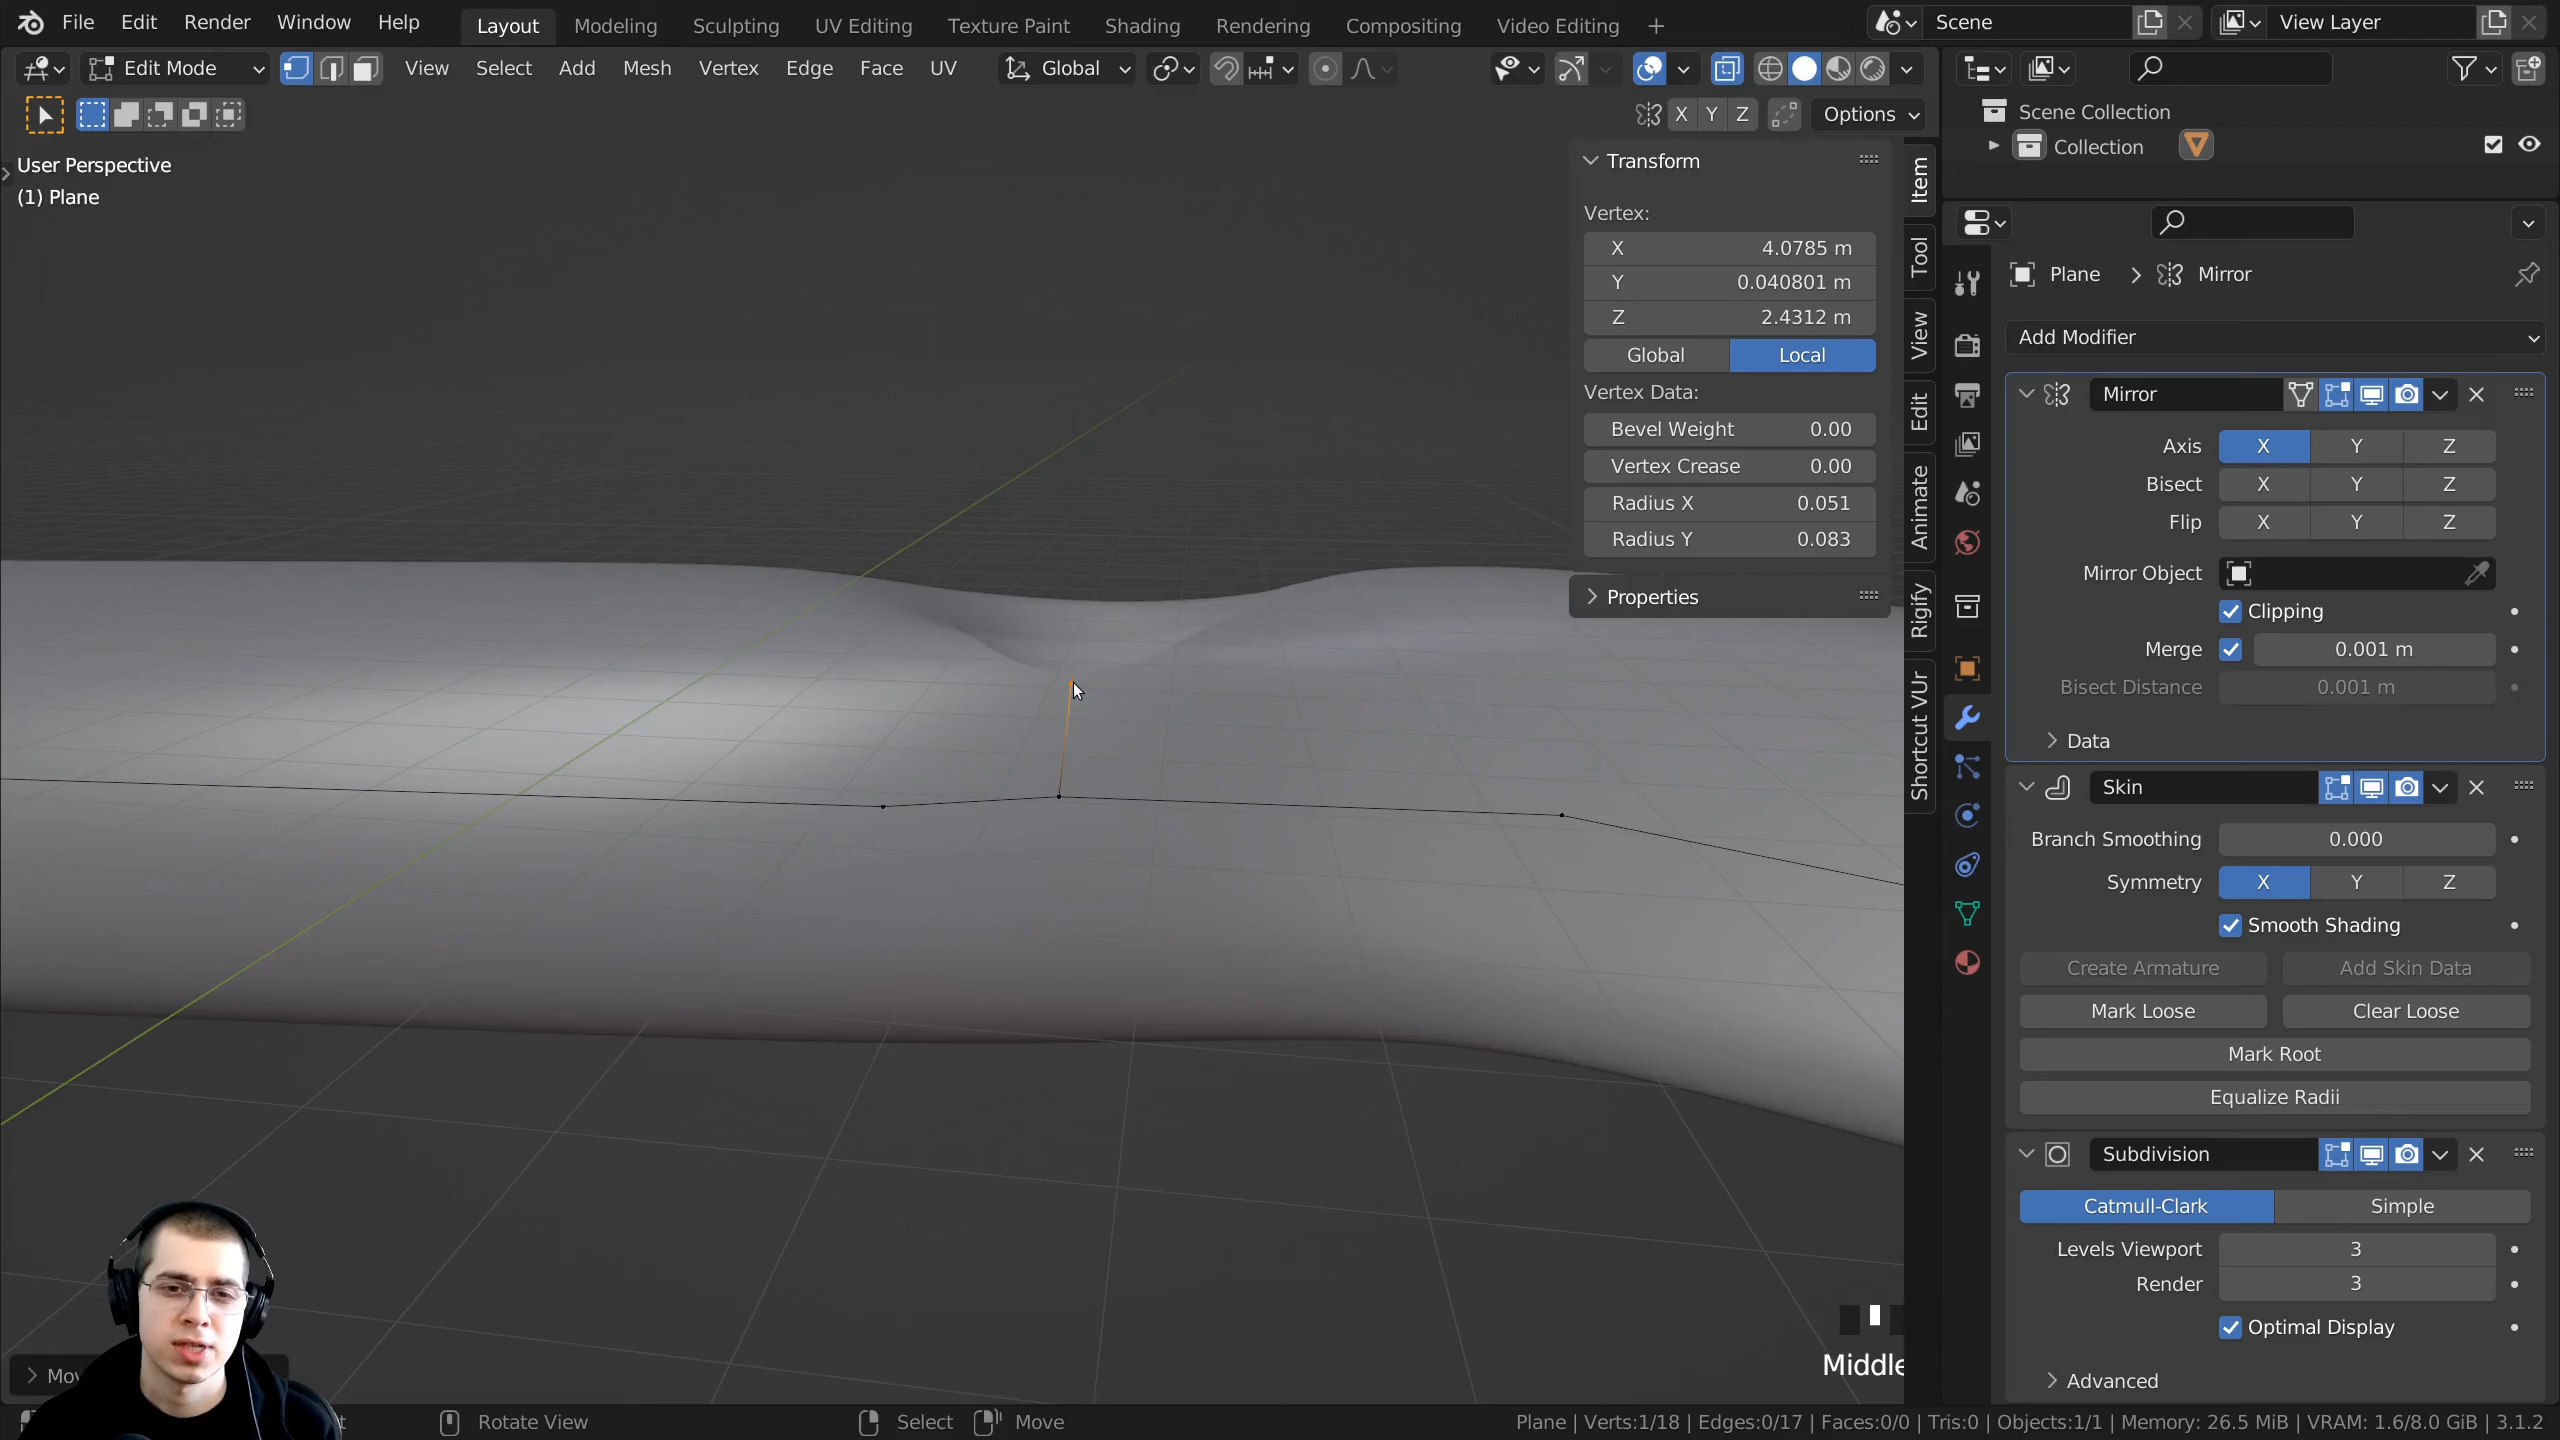 File Edit Render Window Help Layout Modeling Sculpting UV Editing Texture Paint Shading Rendering Compositing Video Editing + Scene View Layer
Edit Mode View Select Add Mesh Vertex Edge Face UV Global
X Y Z Options
User Perspective
(1) Plane
Transform
Vertex:
X 4.0785 m
Y 0.040801 m
Z 2.4312 m
Global Local
Vertex Data:
Bevel Weight 0.00
Vertex Crease 0.00
Radius X 0.051
Radius Y 0.083
Properties
Item
Tool
View
Edit
Animate
Rigify
Shortcut VUr
Scene Collection
Collection
Plane > Mirror
Add Modifier
Mirror
Axis X Y Z
Bisect X Y Z
Flip X Y Z
Mirror Object
Clipping
Merge 0.001 m
Bisect Distance 0.001 m
Data
Skin
Branch Smoothing 0.000
Symmetry X Y Z
Smooth Shading
Create Armature Add Skin Data
Mark Loose Clear Loose
Mark Root
Equalize Radii
Subdivision
Catmull-Clark Simple
Levels Viewport 3
Render 3
Optimal Display
Advanced
Middle
Mov
Rotate View Select Move
Plane | Verts:1/18 | Edges:0/17 | Faces:0/0 | Tris:0 | Objects:1/1 | Memory: 26.5 MiB | VRAM: 1.6/8.0 GiB | 3.1.2